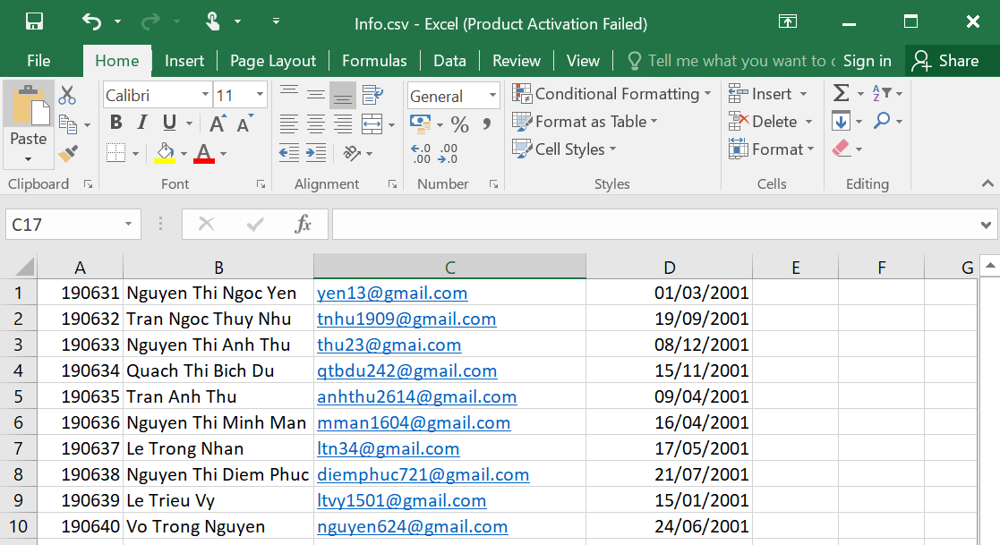 Info.csv - Excel (Product Activation Failed)
File Home Insert Page Layout Formulas Data Review View Tell me what you want to Sign in Share
Calibri 11 General Conditional Formatting Insert Σ A Z
Paste B I U A A A % , Format as Table Delete
.0 .00 .00 .0 Cell Styles Format
Clipboard Font Alignment Number Styles Cells Editing
C17 fx
A B C D E F G
1 190631 Nguyen Thi Ngoc Yen yen13@gmail.com 01/03/2001
2 190632 Tran Ngoc Thuy Nhu tnhu1909@gmail.com 19/09/2001
3 190633 Nguyen Thi Anh Thu thu23@gmai.com 08/12/2001
4 190634 Quach Thi Bich Du qtbdu242@gmail.com 15/11/2001
5 190635 Tran Anh Thu anhthu2614@gmail.com 09/04/2001
6 190636 Nguyen Thi Minh Man mman1604@gmail.com 16/04/2001
7 190637 Le Trong Nhan ltn34@gmail.com 17/05/2001
8 190638 Nguyen Thi Diem Phuc diemphuc721@gmail.com 21/07/2001
9 190639 Le Trieu Vy ltvy1501@gmail.com 15/01/2001
10 190640 Vo Trong Nguyen nguyen624@gmail.com 24/06/2001